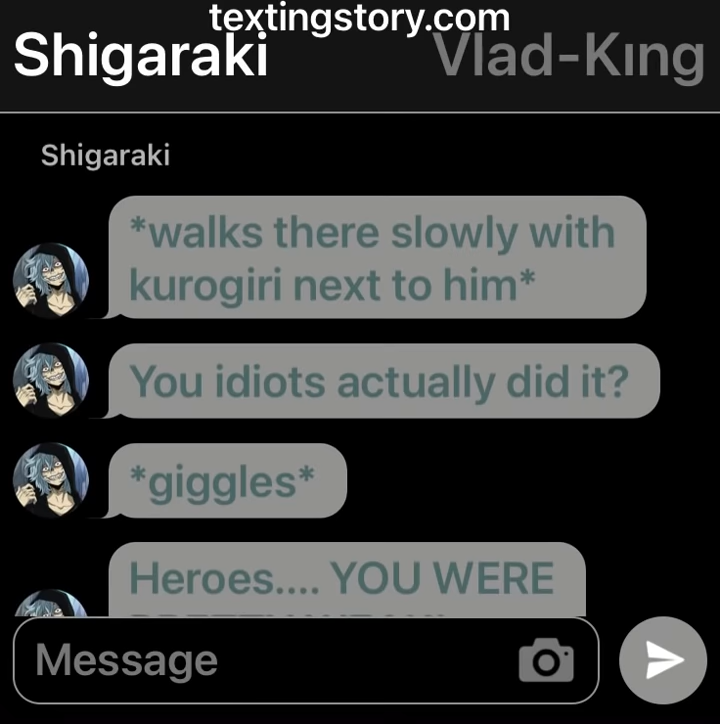 textingstory.com
Shigaraki
Vlad-Kıng
Shigaraki
*walks there slowly with
kurogiri next to him*
You idiots actually did it?
*giggles*
Heroes.... YOU WERE
Message